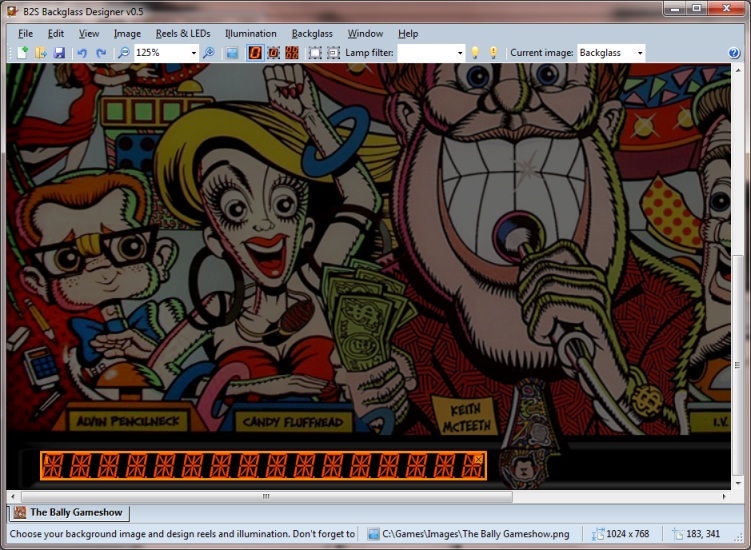 B2S Backglass Designer v0.5
File Edit View Image Reels & LEDs Illumination Backglass Window Help
125% Lamp filter: Current image: Backglass
ALVIN PENCILNECK
CANDY FLUFFHEAD
KEITH
MCTEETH
I.V.
1
The Bally Gameshow
Choose your background image and design reels and illumination. Don't forget to
C:\Games\Images\The Bally Gameshow.png
1024 x 768
183, 341